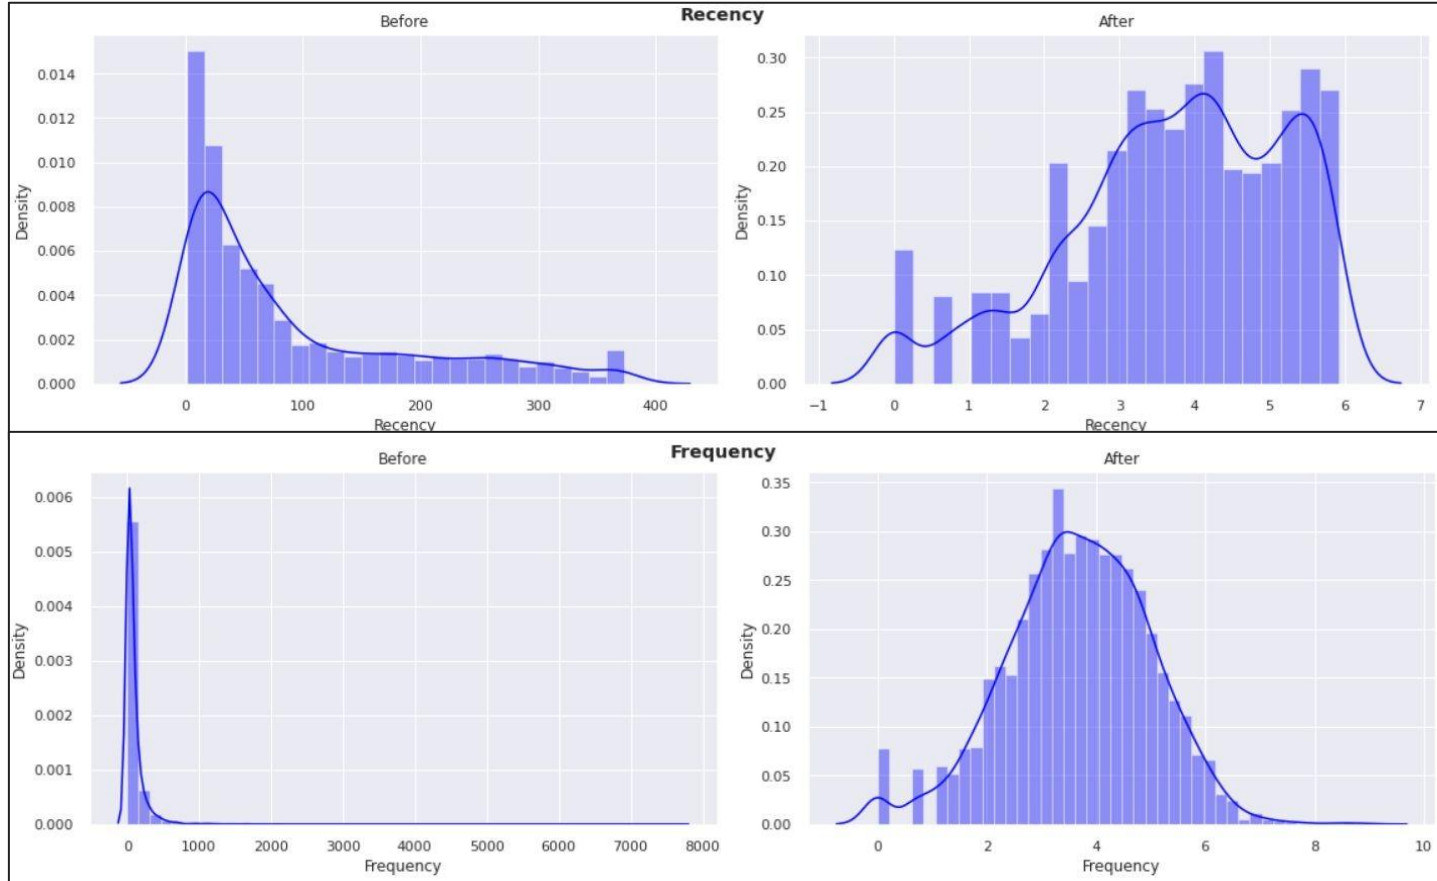 Recency
Before
After
0.014
0.012
0.010
0.008
0.006
0.004
0.002
0.000
Density
0 100 200 300 400
Recency
0.30
0.25
0.20
0.15
0.10
0.05
0.00
Density
−1 0 1 2 3 4 5 6 7
Recency
Frequency
Before
After
0.006
0.005
0.004
0.003
0.002
0.001
0.000
Density
0 1000 2000 3000 4000 5000 6000 7000 8000
Frequency
0.35
0.30
0.25
0.20
0.15
0.10
0.05
0.00
Density
0 2 4 6 8 10
Frequency